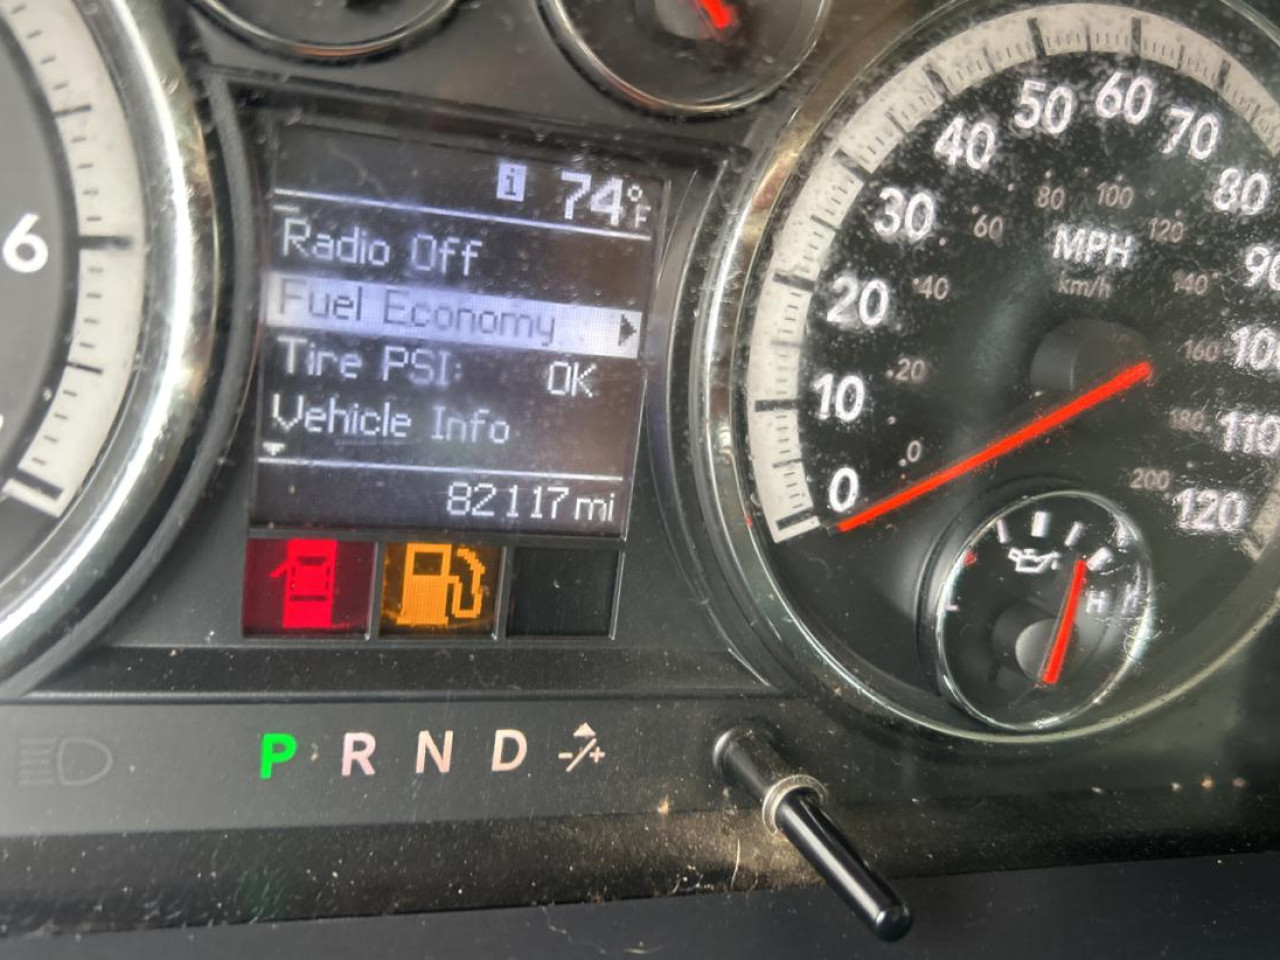 i 74°F
Radio Off
Fuel Economy
Tire PSI: OK
Vehicle Info
82117 mi
P R N D -/+
6
0 10 20 30 40 50 60 70 80 90 100 110 120
MPH
km/h
0 20 40 60 80 100 120 140 160 180 200
L H